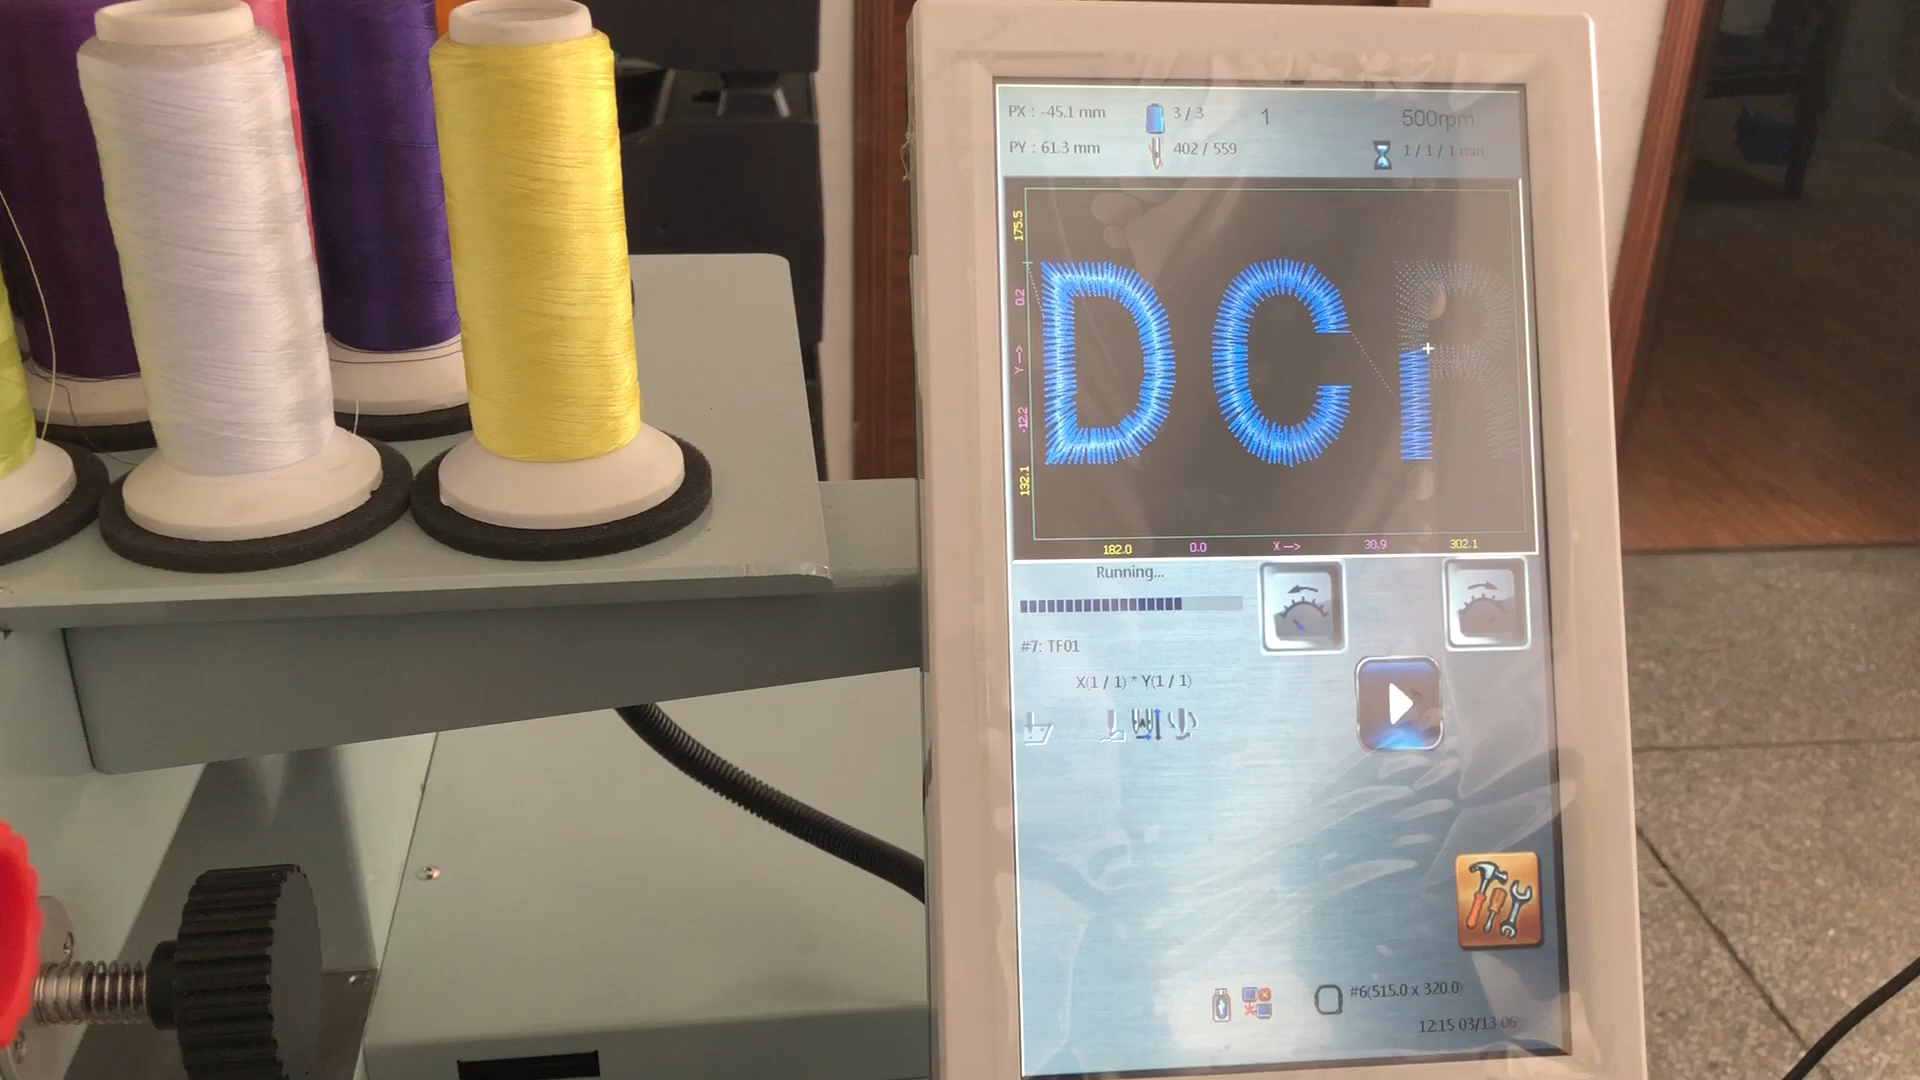 PX : -45.1 mm
3 / 3
1
500rpm
PY : 61.3 mm
402 / 559
1 / 1 / 1 min
175.5
0.2
Y -->
-12.2
132.1
DCR
182.0
0.0
X -->
30.9
302.1
Running...
#7: TF01
X(1 / 1) * Y(1 / 1)
#6(515.0 x 320.0)
12:15 03/13 06